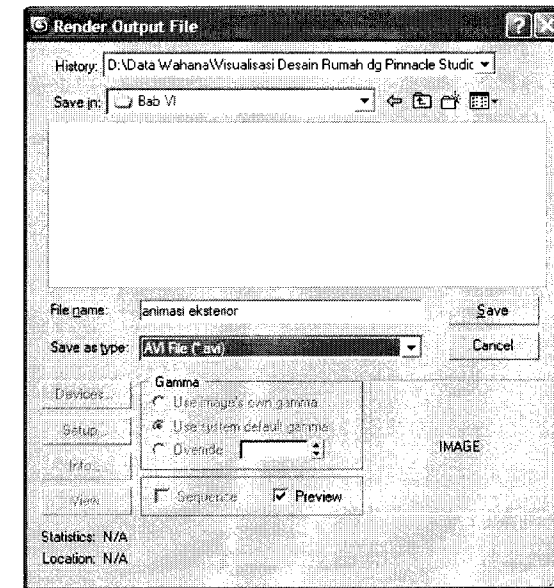 Render Output File
History: D:\Data Wahana\Visualisasi Desain Rumah dg Pinnacle Studic
Save in: Bab VI
File name: animasi eksterior Save
Save as type: AVI File (*.avi) Cancel
Devices...
Setup...
Info...
View
Gamma
Use image's own gamma
Use system default gamma
Override
IMAGE
Sequence Preview
Statistics: N/A
Location: N/A